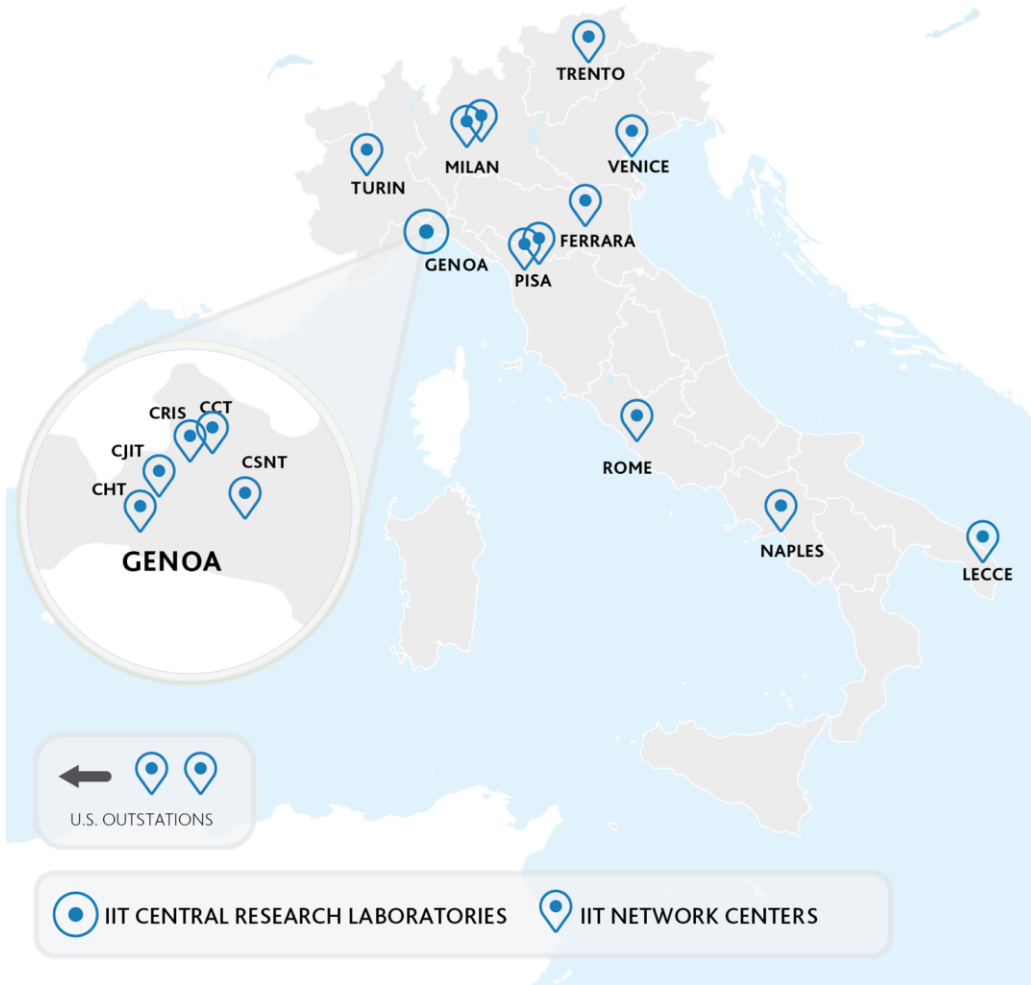 TRENTO
MILAN
VENICE
TURIN
FERRARA
GENOA
PISA
CRIS
CCT
CJIT
CSNT
CHT
GENOA
ROME
NAPLES
LECCE
U.S. OUTSTATIONS
IIT CENTRAL RESEARCH LABORATORIES
IIT NETWORK CENTERS